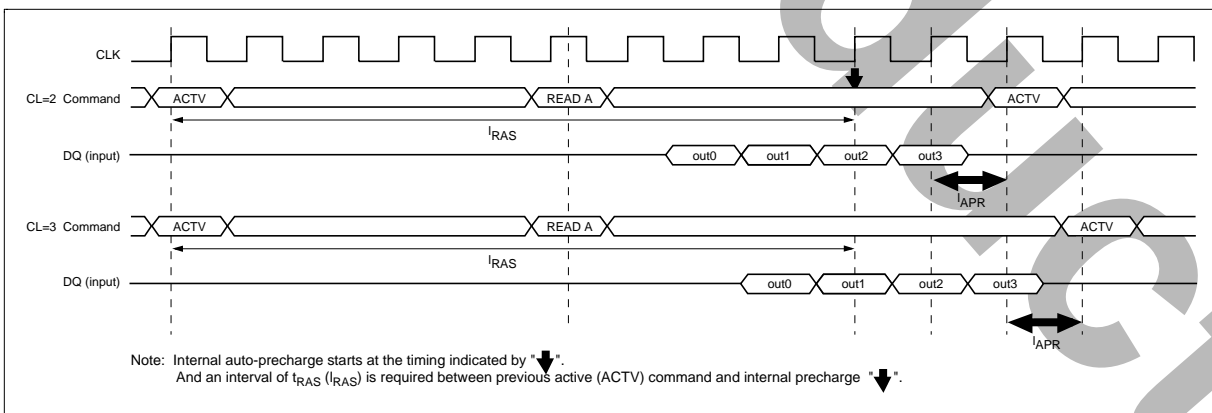 CLK
CL=2 Command ACTV READ A ACTV
lRAS
DQ (input) out0 out1 out2 out3
lAPR
CL=3 Command ACTV READ A ACTV
lRAS
DQ (input) out0 out1 out2 out3
lAPR
Note: Internal auto-precharge starts at the timing indicated by " ".
And an interval of tRAS (lRAS) is required between previous active (ACTV) command and internal precharge " ".